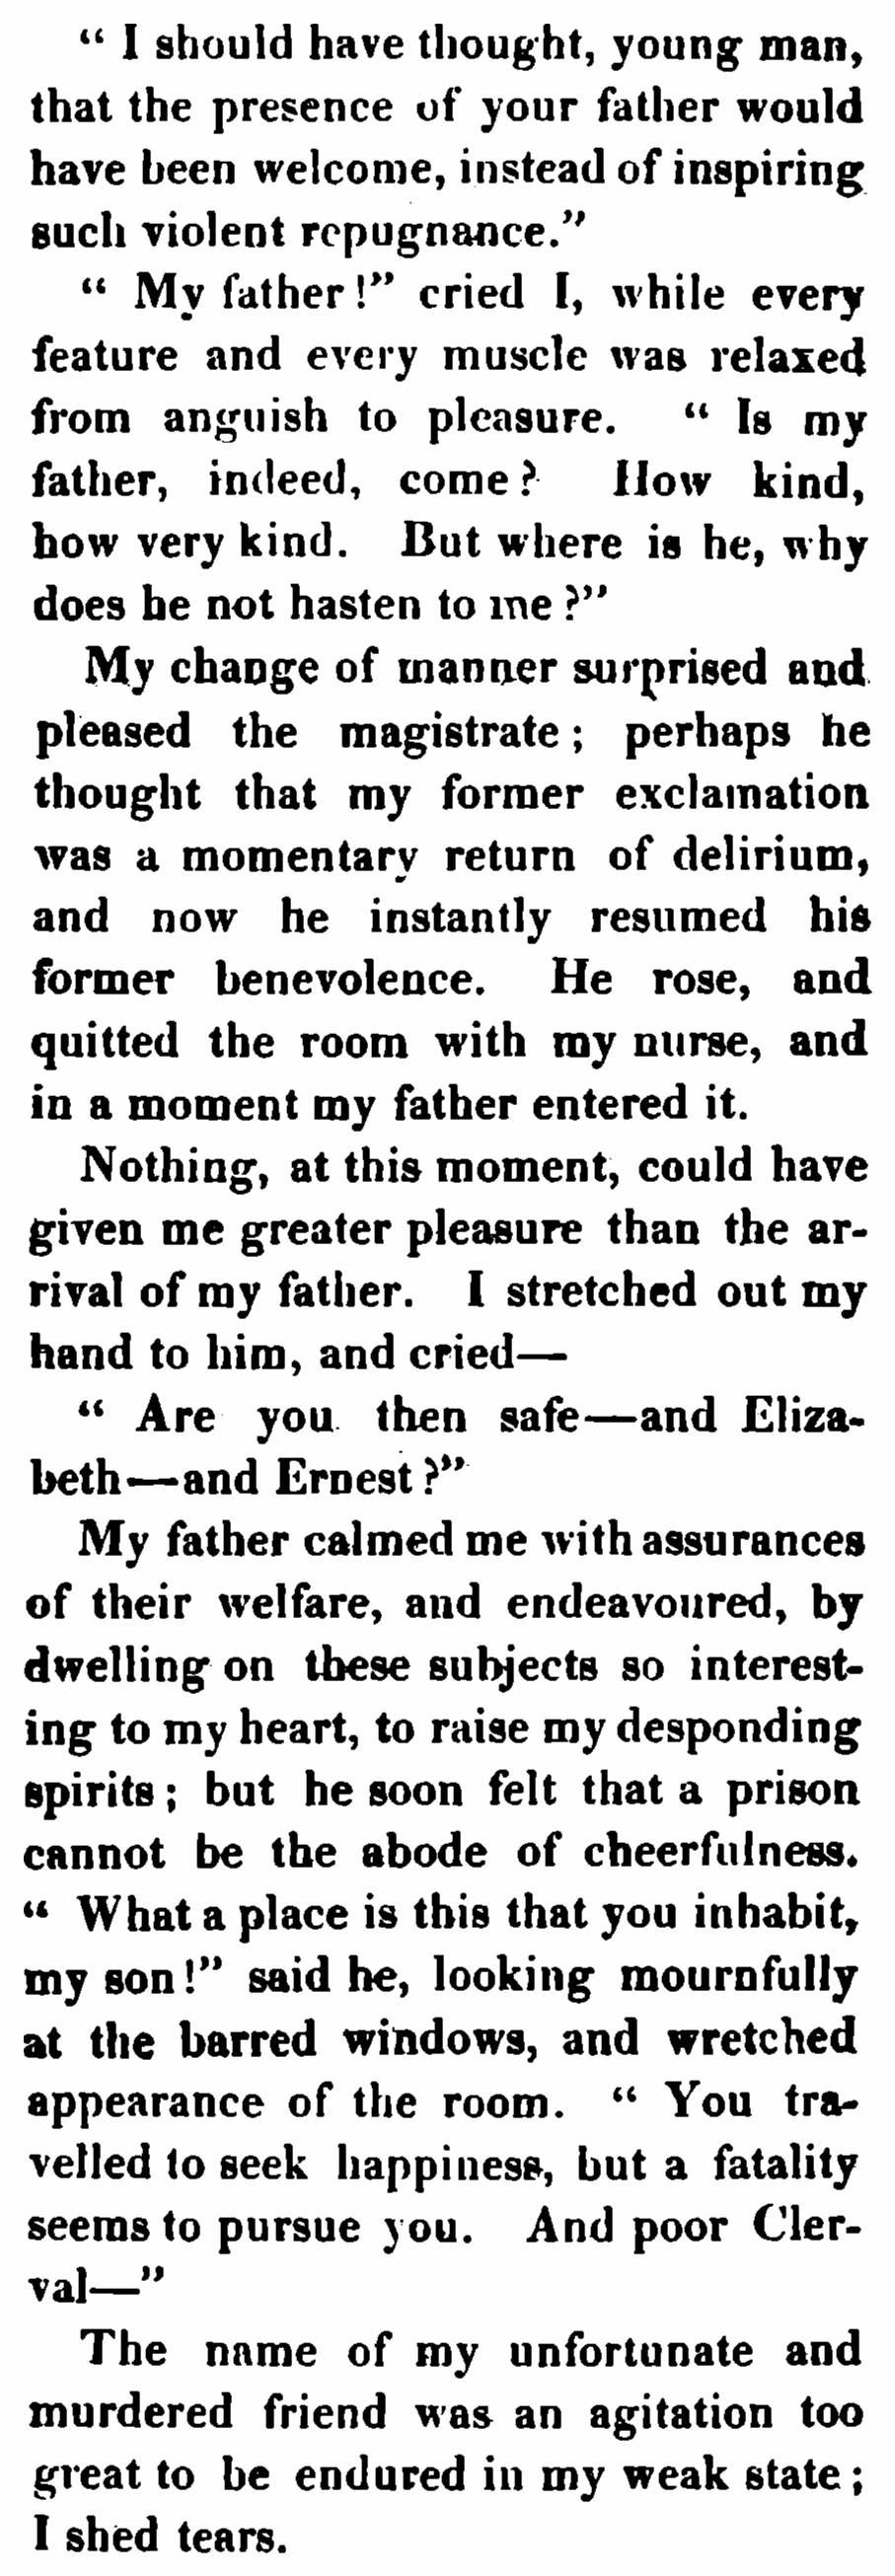 “ I should have thought, young man,
that the presence of your father would
have been welcome, instead of inspiring
such violent repugnance.”
“ My father !” cried I, while every
feature and every muscle was relaxed
from anguish to pleasure. “ Is my
father, indeed, come ? How kind,
how very kind. But where is he, why
does he not hasten to me ?”
My change of manner surprised and
pleased the magistrate ; perhaps he
thought that my former exclamation
was a momentary return of delirium,
and now he instantly resumed his
former benevolence. He rose, and
quitted the room with my nurse, and
in a moment my father entered it.
Nothing, at this moment, could have
given me greater pleasure than the ar-
rival of my father. I stretched out my
hand to him, and cried—
“ Are you then safe—and Eliza-
beth—and Ernest ?”
My father calmed me with assurances
of their welfare, and endeavoured, by
dwelling on these subjects so interest-
ing to my heart, to raise my desponding
spirits ; but he soon felt that a prison
cannot be the abode of cheerfulness.
“ What a place is this that you inhabit,
my son !” said he, looking mournfully
at the barred windows, and wretched
appearance of the room. “ You tra-
velled to seek happiness, but a fatality
seems to pursue you. And poor Cler-
val—”
The name of my unfortunate and
murdered friend was an agitation too
great to be endured in my weak state ;
I shed tears.